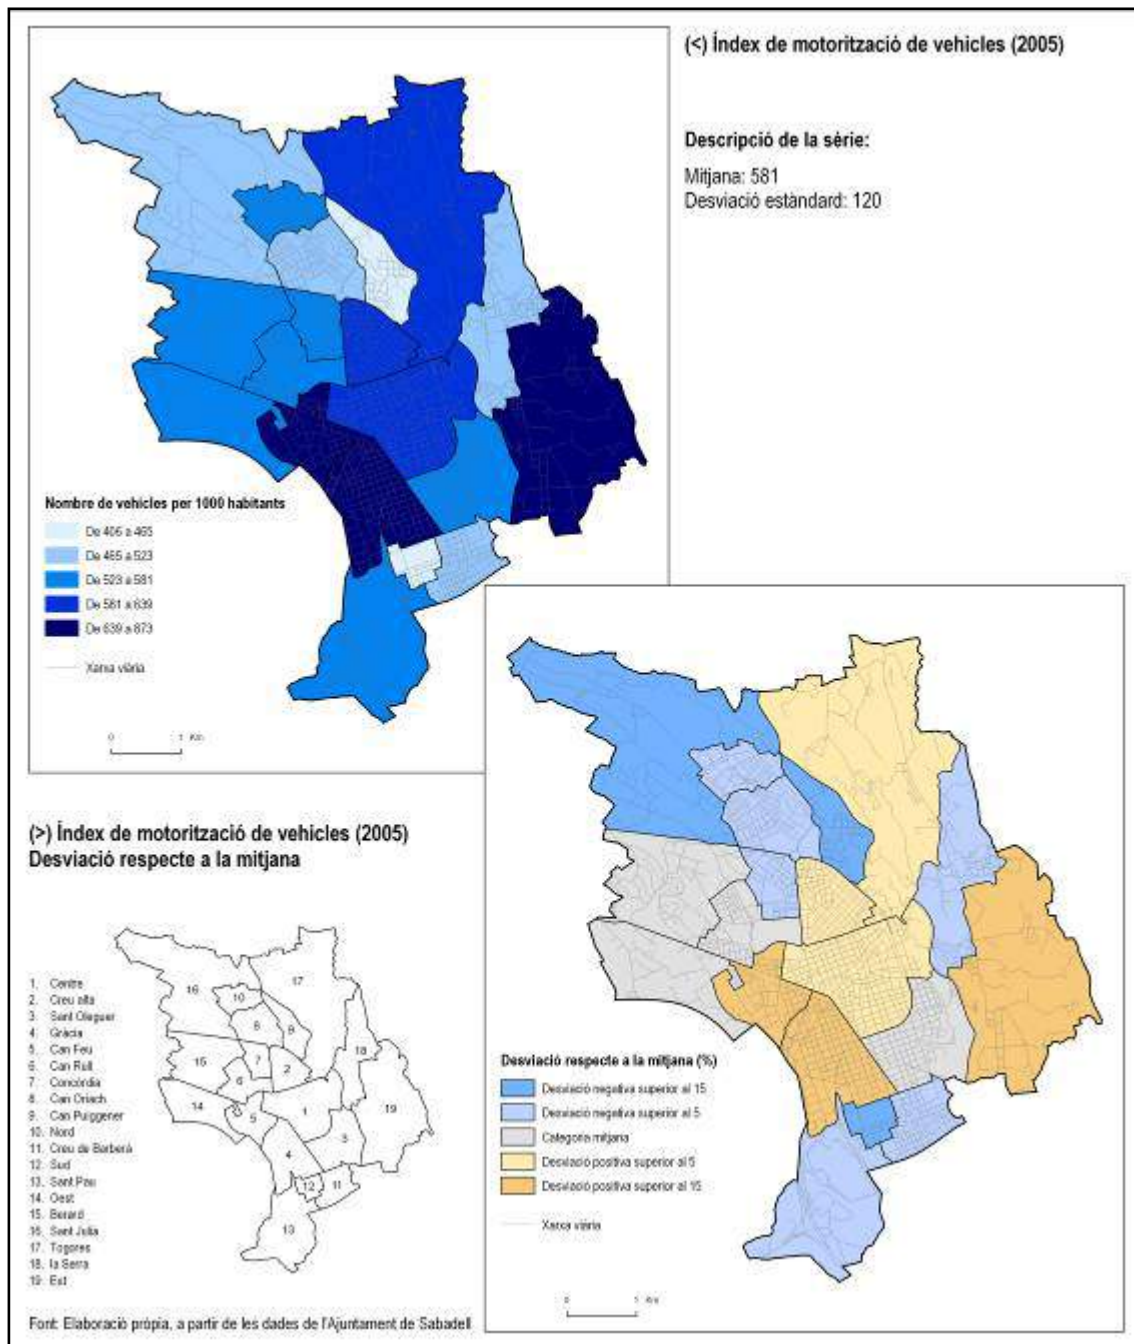 (<) Índex de motorització de vehicles (2005)
Descripció de la sèrie:
Mitjana: 581
Desviació estàndard: 120
Nombre de vehicles per 1000 habitants
De 406 a 465
De 465 a 523
De 523 a 581
De 581 a 639
De 639 a 873
Xarxa viària
0 1 Km
(>) Índex de motorització de vehicles (2005)
Desviació respecte a la mitjana
1. Centre
2. Creu alta
3. Sant Oleguer
4. Gràcia
5. Can Feu
6. Can Rull
7. Concòrdia
8. Can Oriach
9. Can Puiggener
10. Nord
11. Creu de Barberà
12. Sud
13. Sant Pau
14. Oest
15. Berard
16. Sant Julià
17. Togores
18. la Serra
19. Est
17
16
10
8
9
18
15
7
2
6
14
5
1
19
3
4
12
11
13
Desviació respecte a la mitjana (%)
Desviació negativa superior al 15
Desviació negativa superior al 5
Categoria mitjana
Desviació positiva superior al 5
Desviació positiva superior al 15
Xarxa viària
0 1 Km
Font: Elaboració pròpia, a partir de les dades de l'Ajuntament de Sabadell